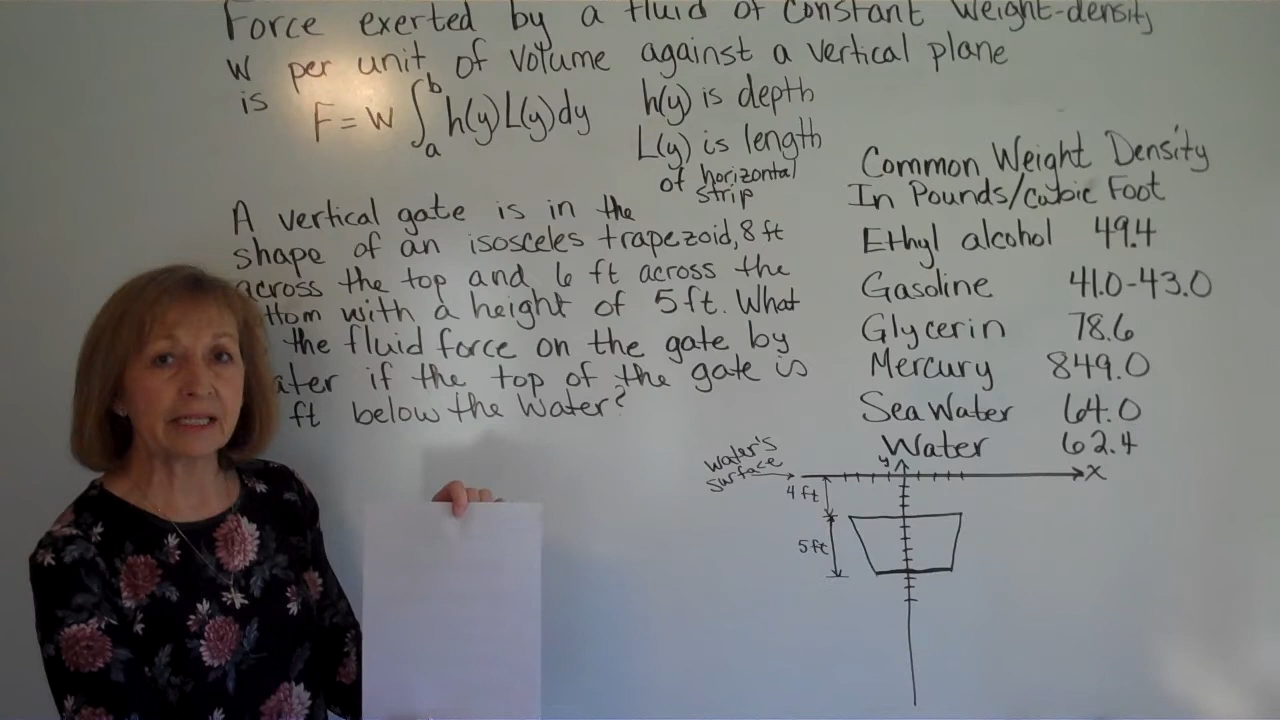 Force exerted by a fluid of constant weight-density
W per unit of volume against a vertical plane
is
F = W ∫_a^b h(y)L(y)dy
h(y) is depth
L(y) is length
of horizontal
strip
A vertical gate is in the
shape of an isosceles trapezoid, 8 ft
across the top and 6 ft across the
with a height of 5 ft. What
the fluid force on the gate by
if the top of the gate is
ft below the water?
Common Weight Density
In Pounds/cubic Foot
Ethyl alcohol 49.4
Gasoline 41.0-43.0
Glycerin 78.6
Mercury 849.0
Sea Water 64.0
Water 62.4
water's
surface
y
x
4 ft
5 ft